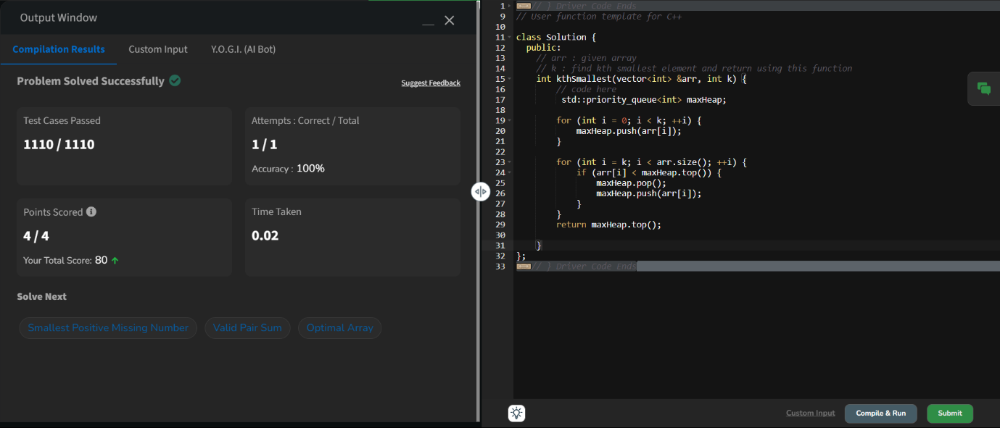 Output Window
Compilation Results
Custom Input
Y.O.G.I. (AI Bot)
Problem Solved Successfully
Suggest Feedback
Test Cases Passed
1110 / 1110
Attempts : Correct / Total
1 / 1
Accuracy : 100%
Points Scored
4 / 4
Your Total Score: 80
Time Taken
0.02
Solve Next
Smallest Positive Missing Number
Valid Pair Sum
Optimal Array
1 // } Driver Code Ends
9 // User function template for C++
10
11 class Solution {
12 public:
13 // arr : given array
14 // k : find kth smallest element and return using this function
15 int kthSmallest(vector<int> &arr, int k) {
16 // code here
17 std::priority_queue<int> maxHeap;
18
19 for (int i = 0; i < k; ++i) {
20 maxHeap.push(arr[i]);
21 }
22
23 for (int i = k; i < arr.size(); ++i) {
24 if (arr[i] < maxHeap.top()) {
25 maxHeap.pop();
26 maxHeap.push(arr[i]);
27 }
28 }
29 return maxHeap.top();
30
31 }
32 };
33 // } Driver Code Ends
Custom Input
Compile & Run
Submit